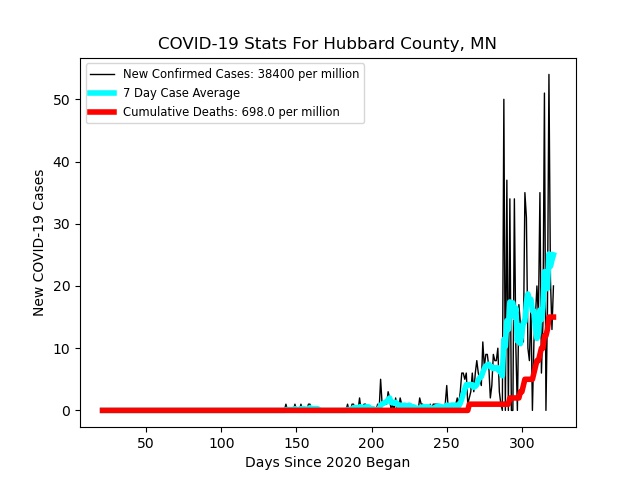 COVID-19 Stats For Hubbard County, MN
New Confirmed Cases: 38400 per million
7 Day Case Average
Cumulative Deaths: 698.0 per million
New COVID-19 Cases
50
40
30
20
10
0
50
100
150
200
250
300
Days Since 2020 Began